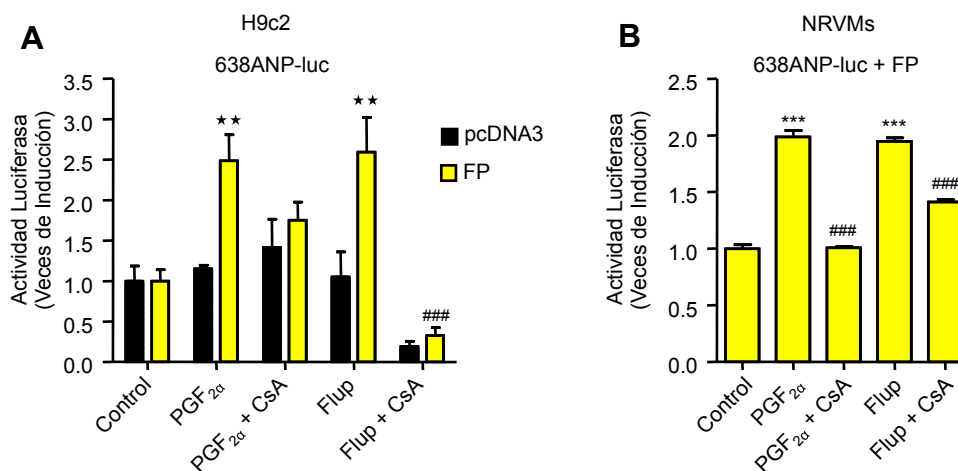 A
H9c2
638ANP-luc
Actividad Luciferasa
(Veces de Inducción)
3.5
3.0
2.5
2.0
1.5
1.0
0.5
0.0
★★
★★
###
pcDNA3
FP
Control
PGF2α
PGF2α + CsA
Flup
Flup + CsA
B
NRVMs
638ANP-luc + FP
Actividad Luciferasa
(Veces de Inducción)
2.5
2.0
1.5
1.0
0.5
0.0
***
###
***
###
Control
PGF2α
PGF2α + CsA
Flup
Flup + CsA